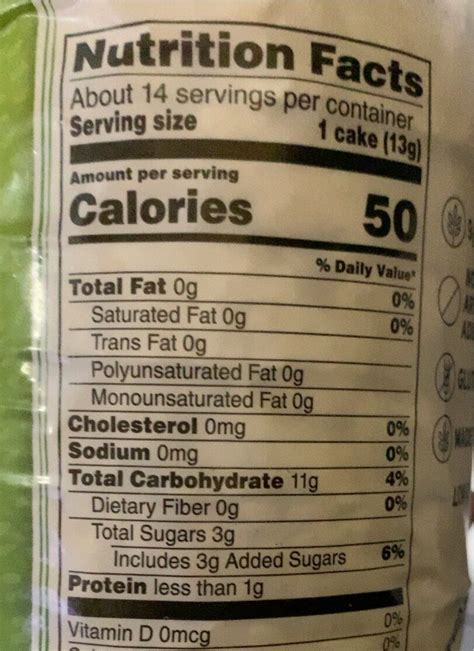 Nutrition Facts
About 14 servings per container
Serving size 1 cake (13g)
Amount per serving
Calories 50
% Daily Value*
Total Fat 0g 0%
Saturated Fat 0g 0%
Trans Fat 0g
Polyunsaturated Fat 0g
Monounsaturated Fat 0g
Cholesterol 0mg 0%
Sodium 0mg 0%
Total Carbohydrate 11g 4%
Dietary Fiber 0g 0%
Total Sugars 3g
Includes 3g Added Sugars 6%
Protein less than 1g
Vitamin D 0mcg 0%
0%